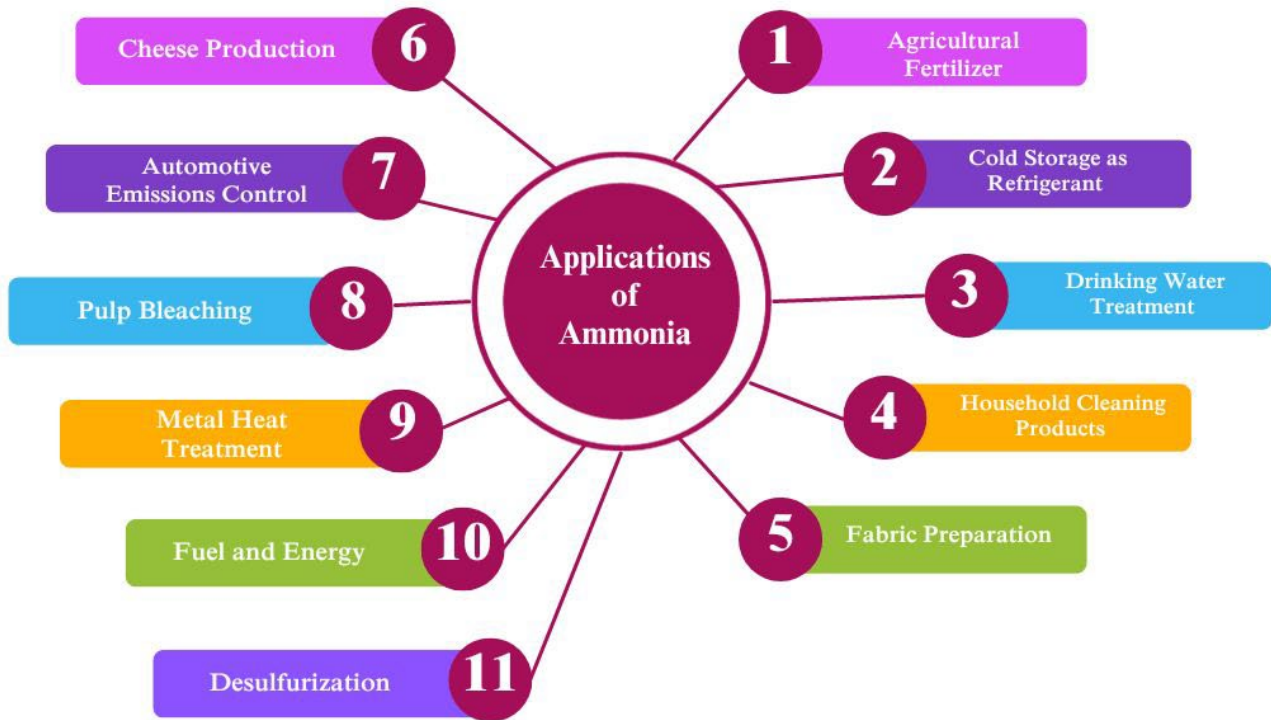 Applications
of
Ammonia
1
Agricultural
Fertilizer
2
Cold Storage as
Refrigerant
3
Drinking Water
Treatment
4
Household Cleaning
Products
5
Fabric Preparation
6
Cheese Production
7
Automotive
Emissions Control
8
Pulp Bleaching
9
Metal Heat
Treatment
10
Fuel and Energy
11
Desulfurization